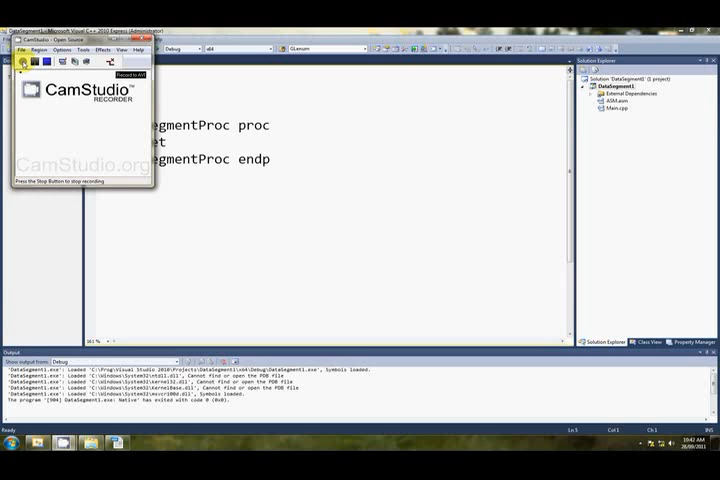 DataSegment1 - Microsoft Visual C++ 2010 Express (Administrator)
CamStudio - Open Source
File Region Options Tools Effects View Help
Debug x64 GLenum
Record to AVI
CamStudio™
RECORDER
CamStudio.org
Press the Stop Button to stop recording
egmentProc proc
et
egmentProc endp
161 %
Solution Explorer
Solution 'DataSegment1' (1 project)
DataSegment1
External Dependencies
ASM.asm
Main.cpp
Solution Explorer Class View Property Manager
Output
Show output from: Debug
'DataSegment1.exe': Loaded 'C:\Prog\Visual Studio 2010\Projects\DataSegment1\x64\Debug\DataSegment1.exe', Symbols loaded.
'DataSegment1.exe': Loaded 'C:\Windows\System32\ntdll.dll', Cannot find or open the PDB file
'DataSegment1.exe': Loaded 'C:\Windows\System32\kernel32.dll', Cannot find or open the PDB file
'DataSegment1.exe': Loaded 'C:\Windows\System32\KernelBase.dll', Cannot find or open the PDB file
'DataSegment1.exe': Loaded 'C:\Windows\System32\msvcr100d.dll', Symbols loaded.
The program '[904] DataSegment1.exe: Native' has exited with code 0 (0x0).
Ready Ln 5 Col 1 Ch 1 INS
10:42 AM
28/09/2011